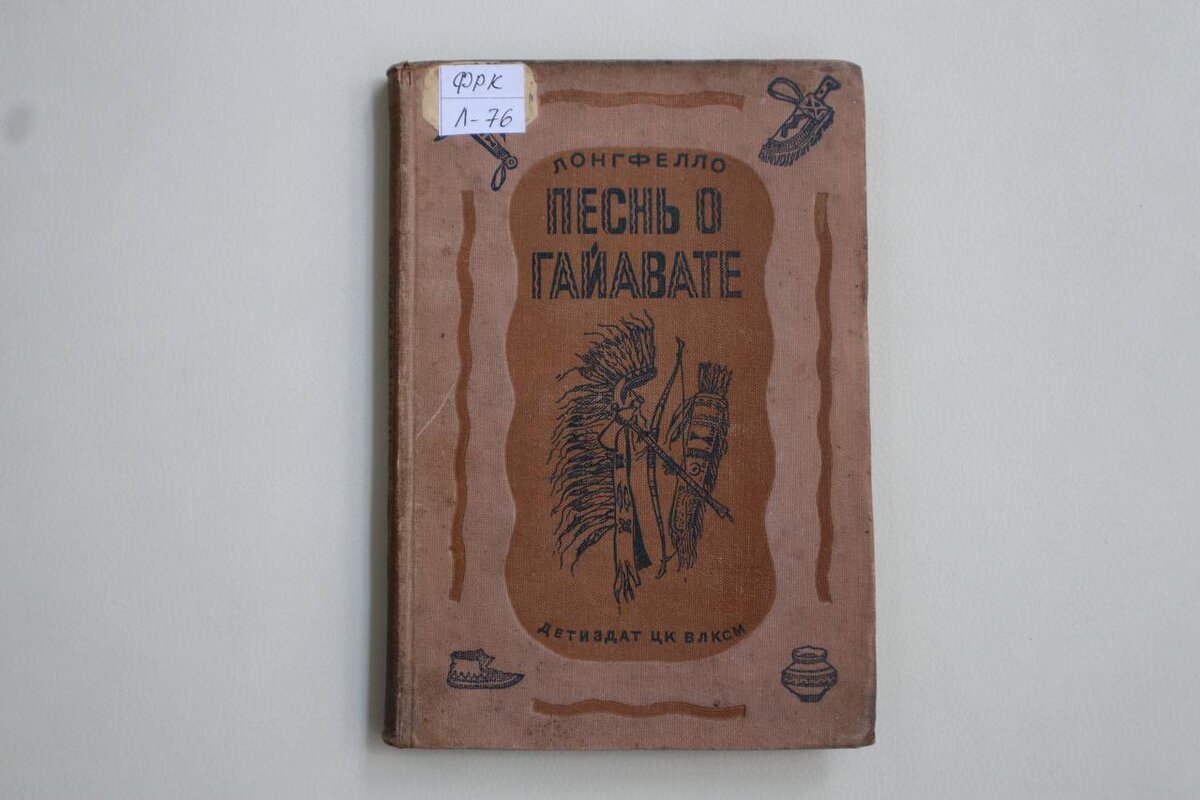 ФРК
Л-76
ЛОНГФЕЛЛО
ПЕСНЬ О
ГАЙАВАТЕ
ДЕТИЗДАТ ЦК ВЛКСМ